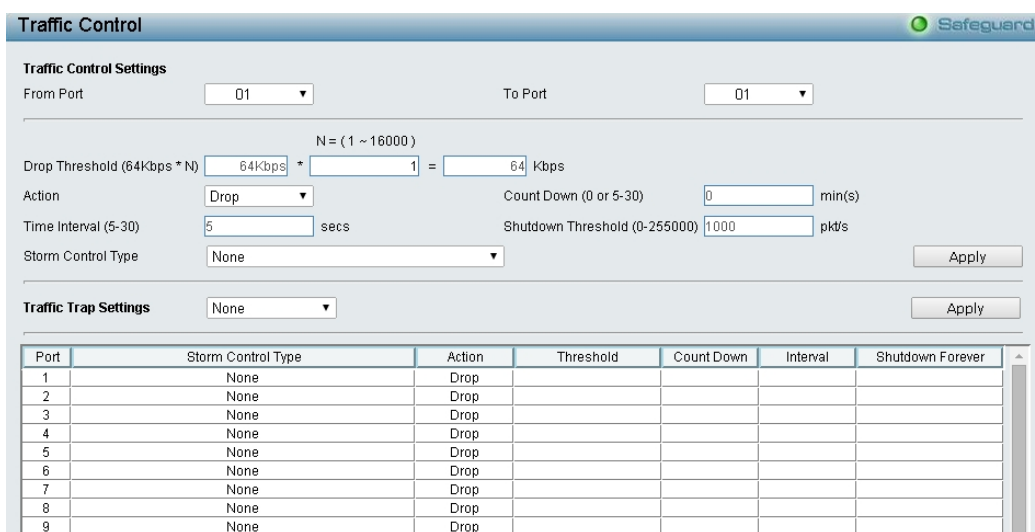 Traffic Control Safeguard
Traffic Control Settings
From Port 01 To Port 01
N = ( 1 ~ 16000 )
Drop Threshold (64Kbps * N) 64Kbps * 1 = 64 Kbps
Action Drop Count Down (0 or 5-30) 0 min(s)
Time Interval (5-30) 5 secs Shutdown Threshold (0-255000) 1000 pkt/s
Storm Control Type None Apply
Traffic Trap Settings None Apply
Port Storm Control Type Action Threshold Count Down Interval Shutdown Forever
1 None Drop
2 None Drop
3 None Drop
4 None Drop
5 None Drop
6 None Drop
7 None Drop
8 None Drop
9 None Drop